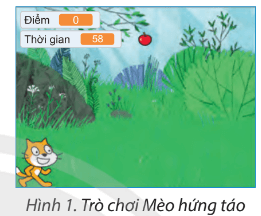 Điểm 0
Thời gian 58
Hình 1. Trò chơi Mèo hứng táo